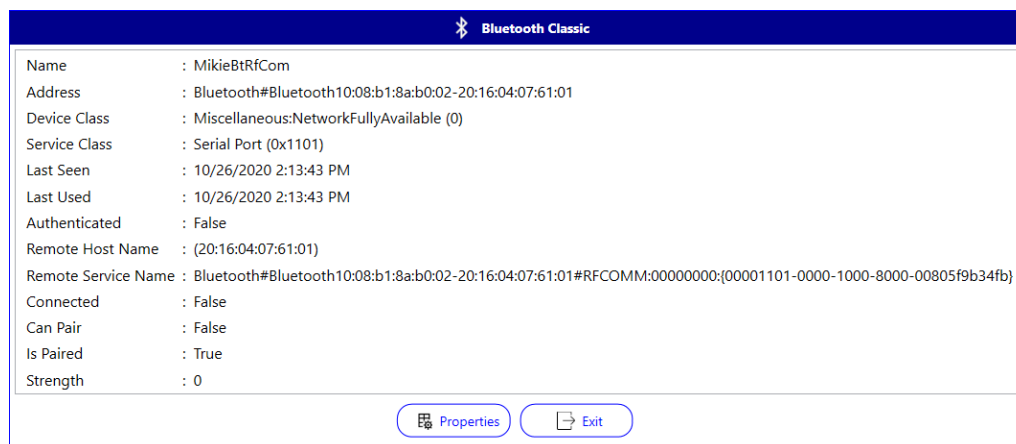 Bluetooth Classic
Name : MikieBtRfCom
Address : Bluetooth#Bluetooth10:08:b1:8a:b0:02-20:16:04:07:61:01
Device Class : Miscellaneous:NetworkFullyAvailable (0)
Service Class : Serial Port (0x1101)
Last Seen : 10/26/2020 2:13:43 PM
Last Used : 10/26/2020 2:13:43 PM
Authenticated : False
Remote Host Name : (20:16:04:07:61:01)
Remote Service Name : Bluetooth#Bluetooth10:08:b1:8a:b0:02-20:16:04:07:61:01#RFCOMM:00000000:{00001101-0000-1000-8000-00805f9b34fb}
Connected : False
Can Pair : False
Is Paired : True
Strength : 0
Properties Exit